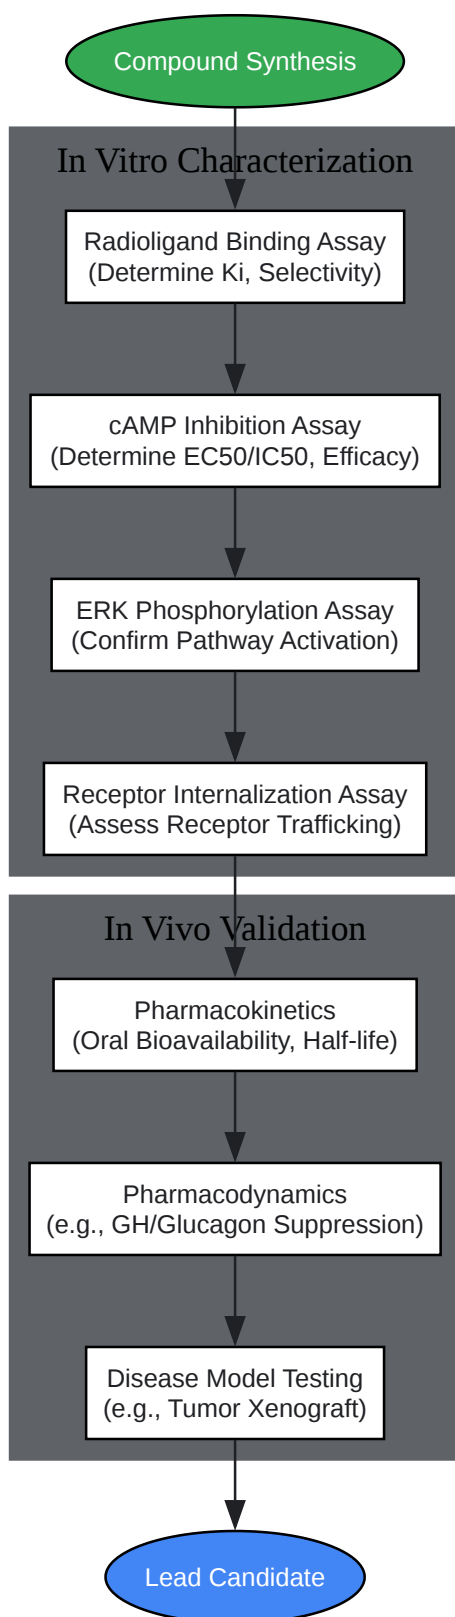 Compound Synthesis
In Vitro Characterization
Radioligand Binding Assay
(Determine Ki, Selectivity)
cAMP Inhibition Assay
(Determine EC50/IC50, Efficacy)
ERK Phosphorylation Assay
(Confirm Pathway Activation)
Receptor Internalization Assay
(Assess Receptor Trafficking)
In Vivo Validation
Pharmacokinetics
(Oral Bioavailability, Half-life)
Pharmacodynamics
(e.g., GH/Glucagon Suppression)
Disease Model Testing
(e.g., Tumor Xenograft)
Lead Candidate